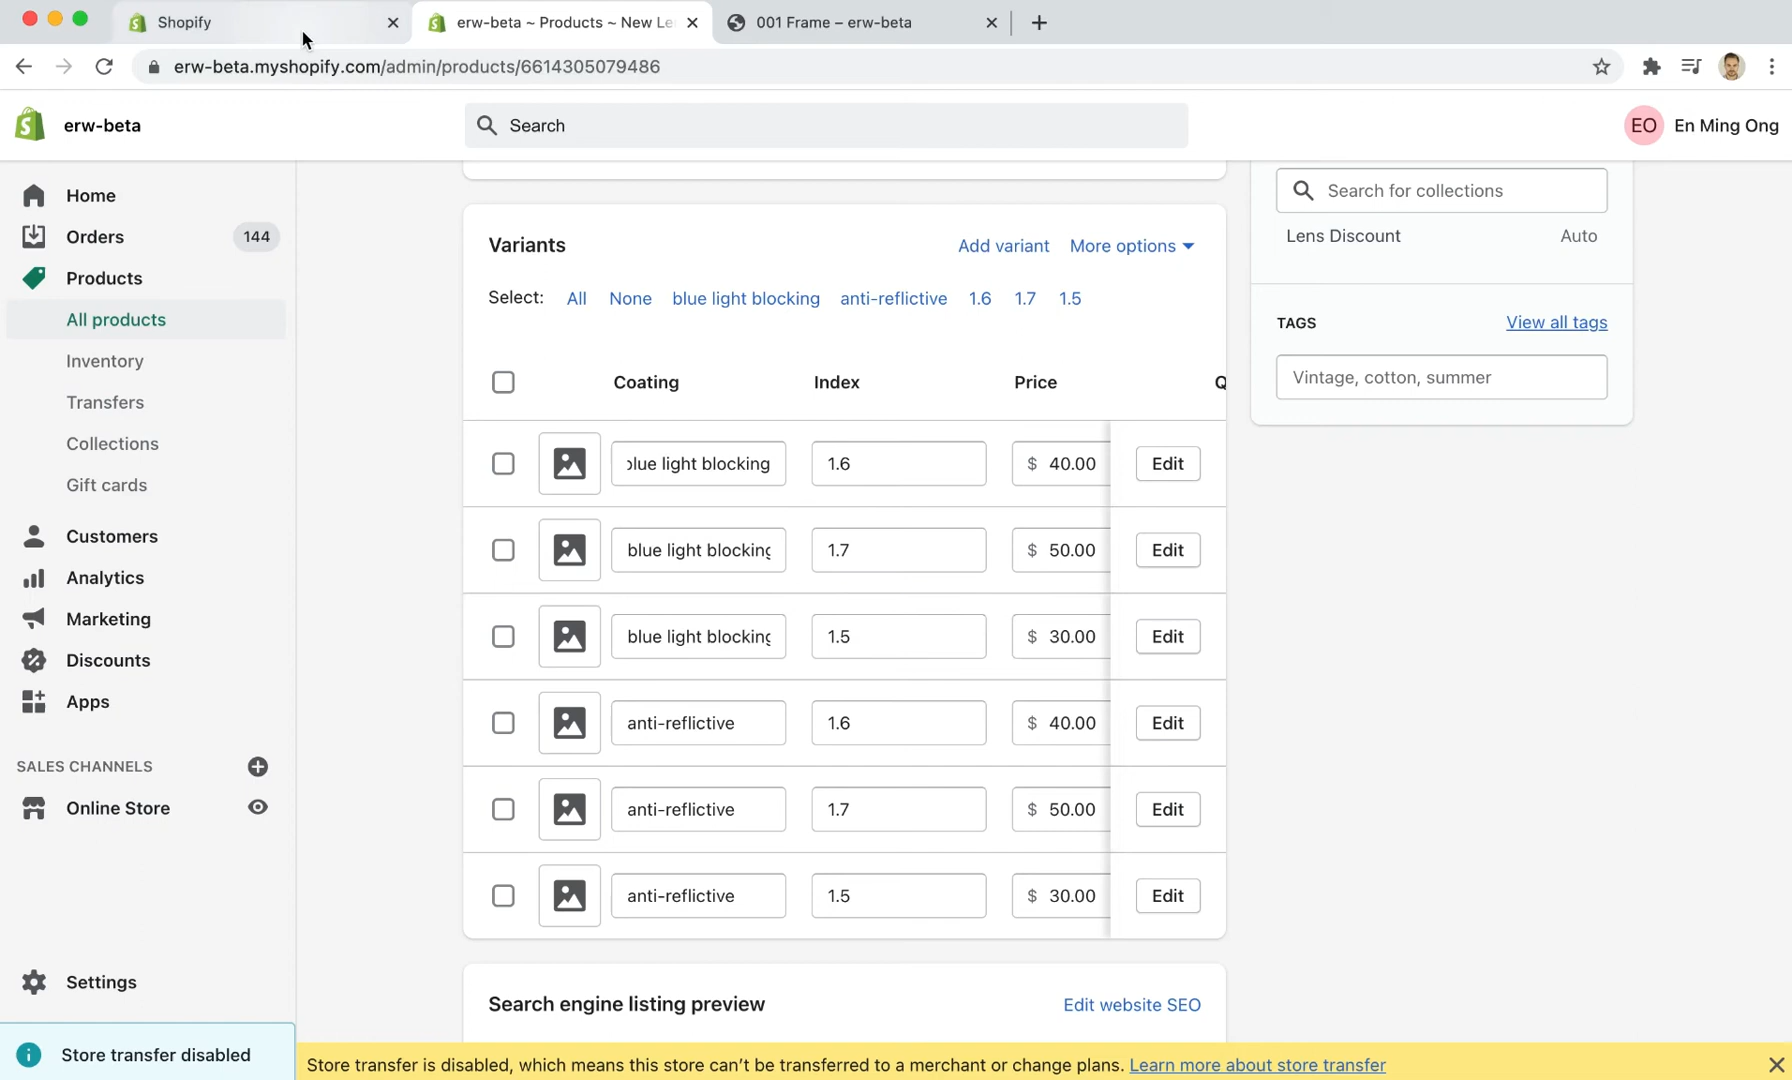 Shopify
erw-beta ~ Products ~ New Le
001 Frame – erw-beta
erw-beta.myshopify.com/admin/products/6614305079486
erw-beta
Search
EO En Ming Ong
Home
Orders 144
Products
All products
Inventory
Transfers
Collections
Gift cards
Customers
Analytics
Marketing
Discounts
Apps
SALES CHANNELS
Online Store
Settings
Store transfer disabled
Variants
Add variant More options
Select: All None blue light blocking anti-reflictive 1.6 1.7 1.5
Coating Index Price Q
blue light blocking 1.6 $ 40.00 Edit
blue light blocking 1.7 $ 50.00 Edit
blue light blocking 1.5 $ 30.00 Edit
anti-reflictive 1.6 $ 40.00 Edit
anti-reflictive 1.7 $ 50.00 Edit
anti-reflictive 1.5 $ 30.00 Edit
Search engine listing preview
Edit website SEO
Search for collections
Lens Discount Auto
TAGS View all tags
Vintage, cotton, summer
Store transfer is disabled, which means this store can't be transferred to a merchant or change plans. Learn more about store transfer